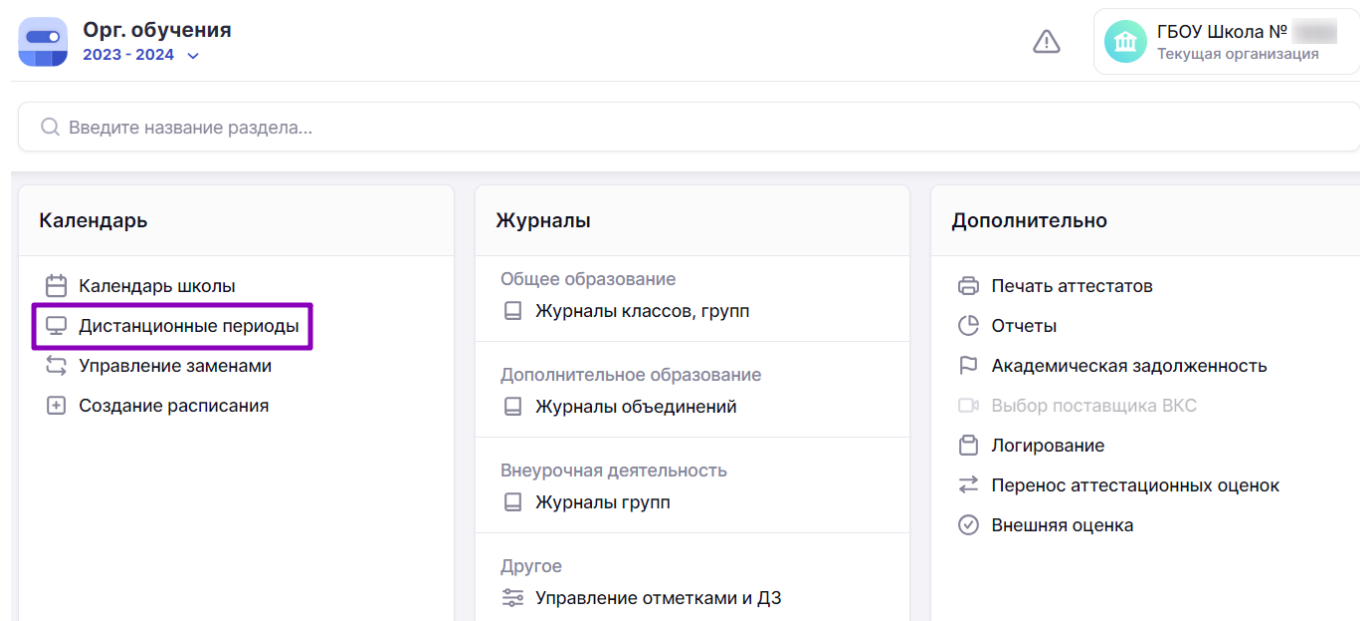 Орг. обучения
2023 - 2024
ГБОУ Школа №
Текущая организация
Введите название раздела...
Календарь
Календарь школы
Дистанционные периоды
Управление заменами
Создание расписания
Журналы
Общее образование
Журналы классов, групп
Дополнительное образование
Журналы объединений
Внеурочная деятельность
Журналы групп
Другое
Управление отметками и ДЗ
Дополнительно
Печать аттестатов
Отчеты
Академическая задолженность
Выбор поставщика ВКС
Логирование
Перенос аттестационных оценок
Внешняя оценка